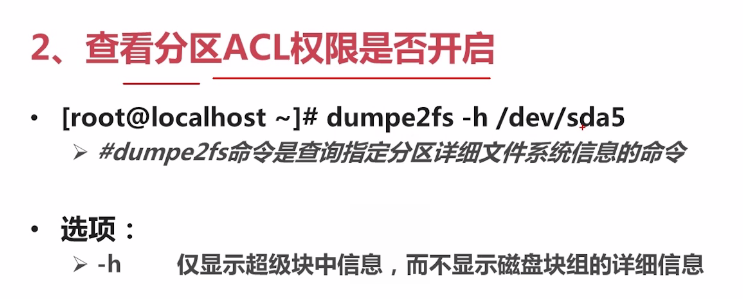 2、查看分区ACL权限是否开启
• [root@localhost ~]# dumpe2fs -h /dev/sda5
➢ #dumpe2fs命令是查询指定分区详细文件系统信息的命令
• 选项：
➢ -h 仅显示超级块中信息，而不显示磁盘块组的详细信息